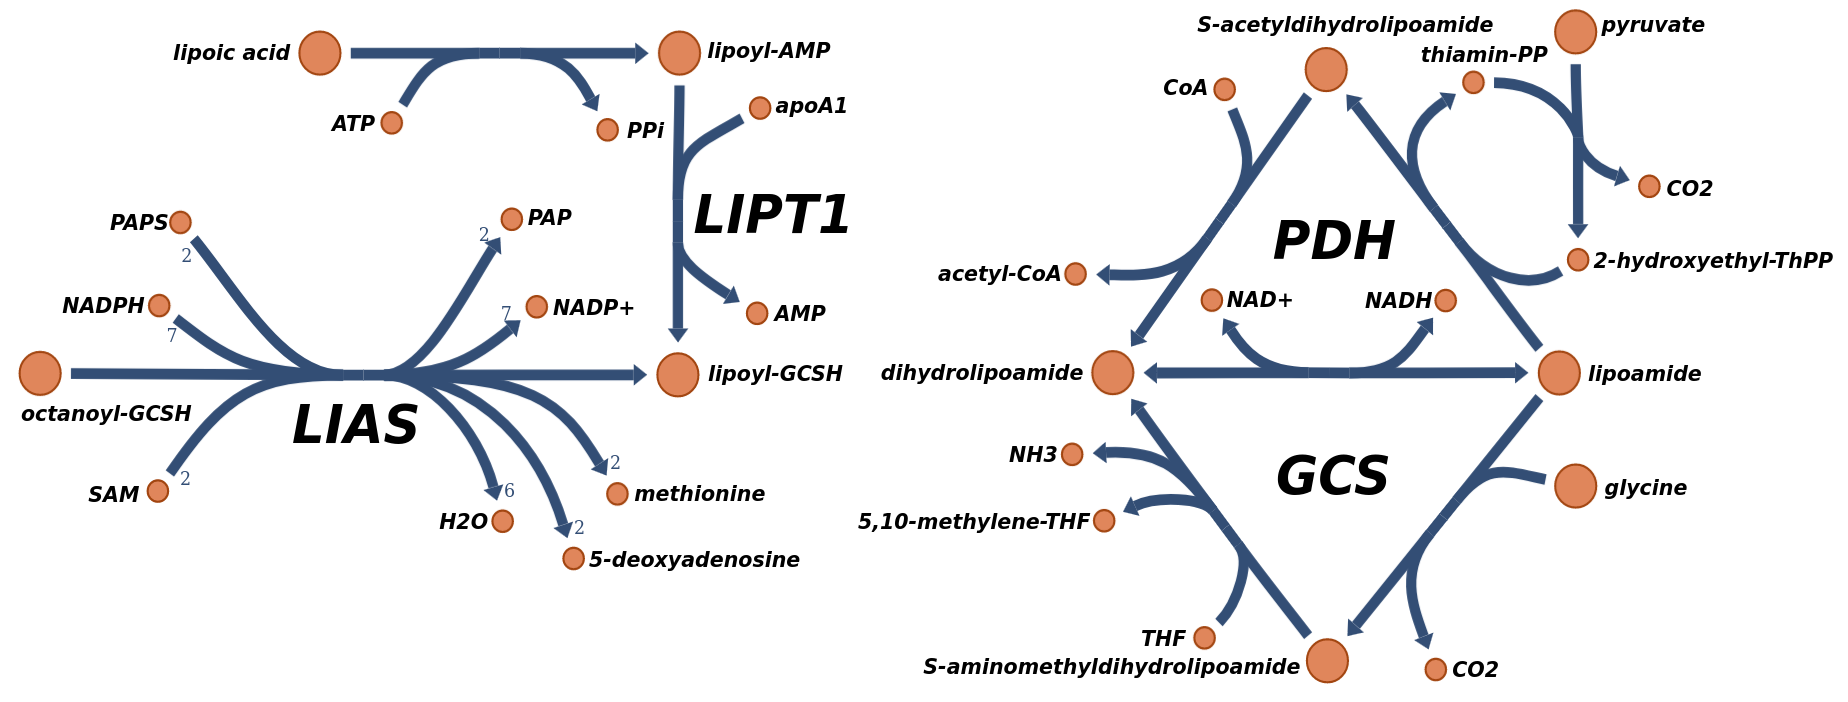 lipoic acid
lipoyl-AMP
ATP
PPi
apoA1
LIPT1
PAPS
2
2
PAP
NADPH
7
7
NADP+
AMP
octanoyl-GCSH
lipoyl-GCSH
LIAS
SAM
2
H2O
6
2
methionine
2
5-deoxyadenosine
S-acetyldihydrolipoamide
pyruvate
thiamin-PP
CoA
CO2
PDH
acetyl-CoA
2-hydroxyethyl-ThPP
NAD+
NADH
dihydrolipoamide
lipoamide
NH3
GCS
glycine
5,10-methylene-THF
THF
S-aminomethyldihydrolipoamide
CO2